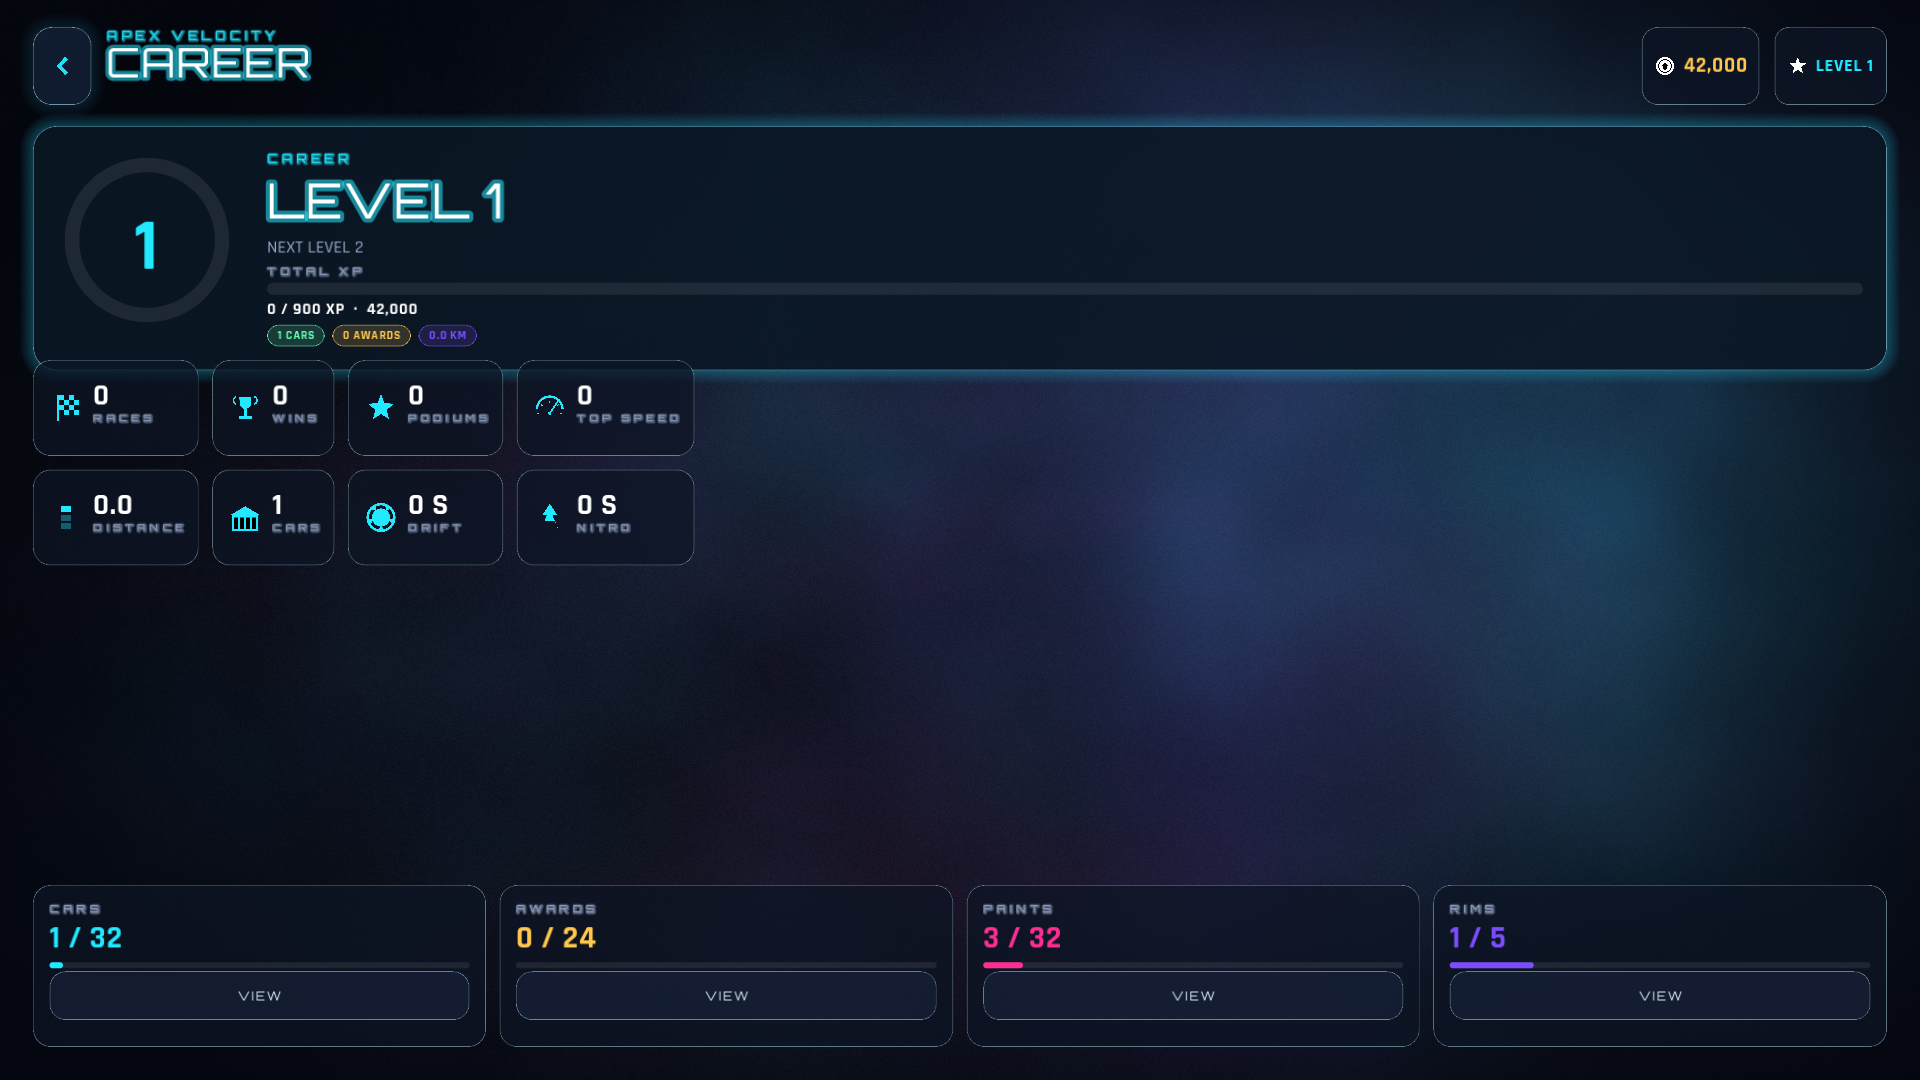 APEX VELOCITY
CAREER
42,000
LEVEL 1
1
CAREER
LEVEL 1
NEXT LEVEL 2
TOTAL XP
0 / 900 XP · 42,000
1 CARS
0 AWARDS
0.0 KM
0
RACES
0
WINS
0
PODIUMS
0
TOP SPEED
0.0
DISTANCE
1
CARS
0 S
DRIFT
0 S
NITRO
CARS
1 / 32
VIEW
AWARDS
0 / 24
VIEW
PAINTS
3 / 32
VIEW
RIMS
1 / 5
VIEW